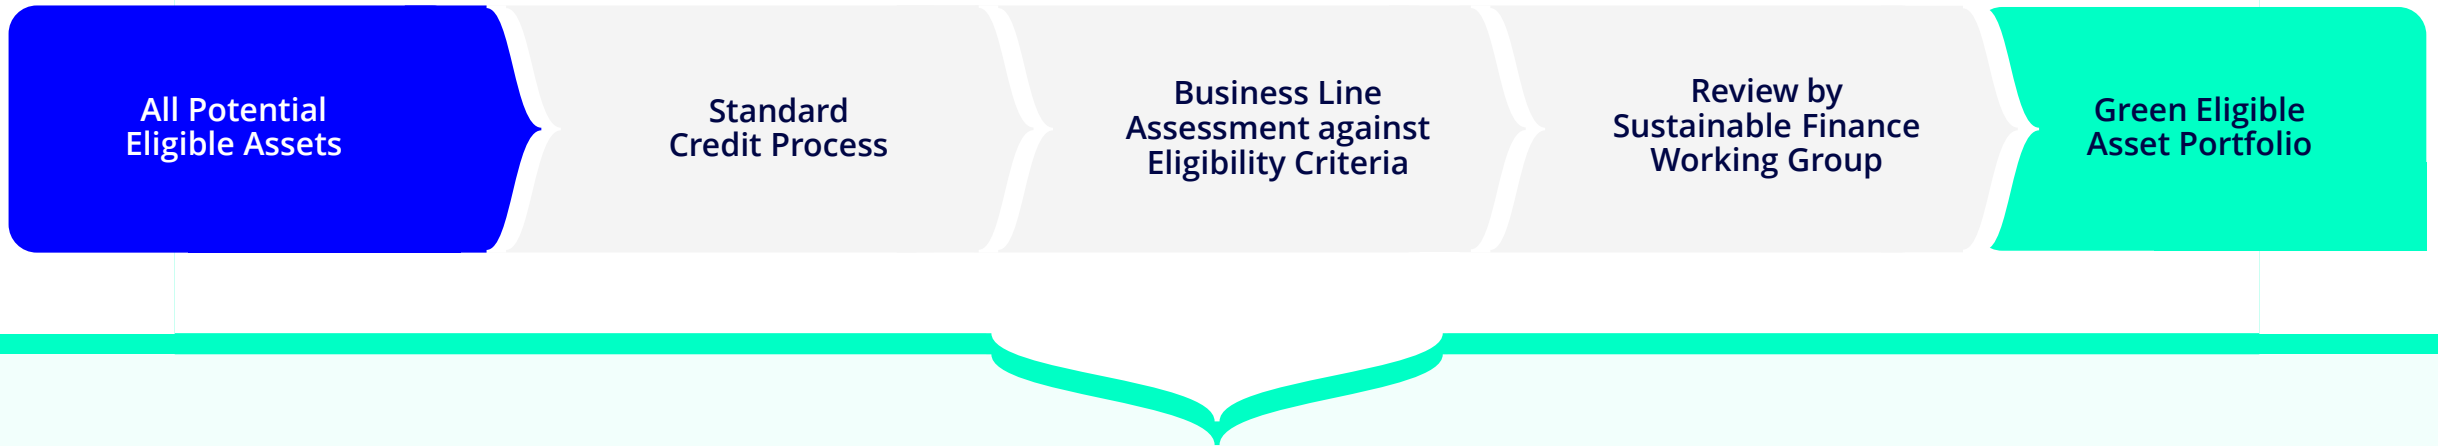 All Potential
Eligible Assets
Standard
Credit Process
Business Line
Assessment against
Eligibility Criteria
Review by
Sustainable Finance
Working Group
Green Eligible
Asset Portfolio